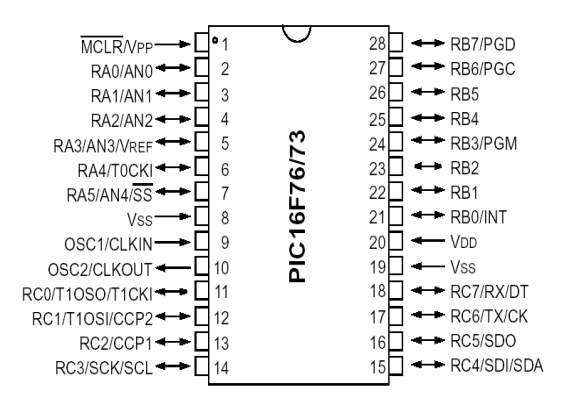 MCLR/VPP 1 28 RB7/PGD
RA0/AN0 2 27 RB6/PGC
RA1/AN1 3 26 RB5
RA2/AN2 4 25 RB4
RA3/AN3/VREF 5 24 RB3/PGM
RA4/T0CKI 6 23 RB2
RA5/AN4/SS 7 22 RB1
VSS 8 21 RB0/INT
OSC1/CLKIN 9 20 VDD
OSC2/CLKOUT 10 19 VSS
RC0/T1OSO/T1CKI 11 18 RC7/RX/DT
RC1/T1OSI/CCP2 12 17 RC6/TX/CK
RC2/CCP1 13 16 RC5/SDO
RC3/SCK/SCL 14 15 RC4/SDI/SDA
PIC16F76/73